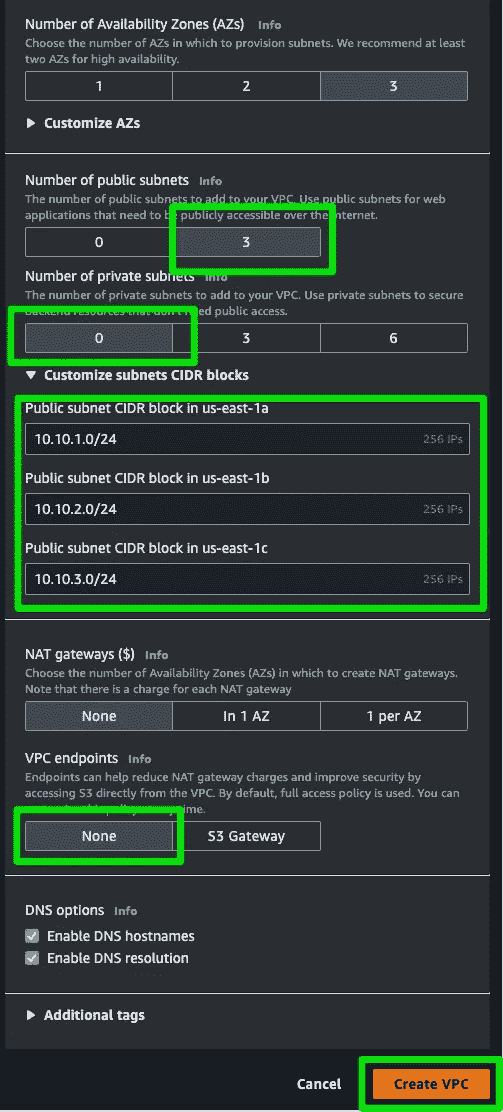 Number of Availability Zones (AZs) Info
Choose the number of AZs in which to provision subnets. We recommend at least
two AZs for high availability.
1 2 3
Customize AZs
Number of public subnets Info
The number of public subnets to add to your VPC. Use public subnets for web
applications that need to be publicly accessible over the internet.
0 3
Number of private subnets Info
The number of private subnets to add to your VPC. Use private subnets to secure
backend resources that don't need public access.
0 3 6
Customize subnets CIDR blocks
Public subnet CIDR block in us-east-1a
10.10.1.0/24 256 IPs
Public subnet CIDR block in us-east-1b
10.10.2.0/24 256 IPs
Public subnet CIDR block in us-east-1c
10.10.3.0/24 256 IPs
NAT gateways ($) Info
Choose the number of Availability Zones (AZs) in which to create NAT gateways.
Note that there is a charge for each NAT gateway
None In 1 AZ 1 per AZ
VPC endpoints Info
Endpoints can help reduce NAT gateway charges and improve security by
accessing S3 directly from the VPC. By default, full access policy is used. You can
time.
None S3 Gateway
DNS options Info
Enable DNS hostnames
Enable DNS resolution
Additional tags
Cancel Create VPC